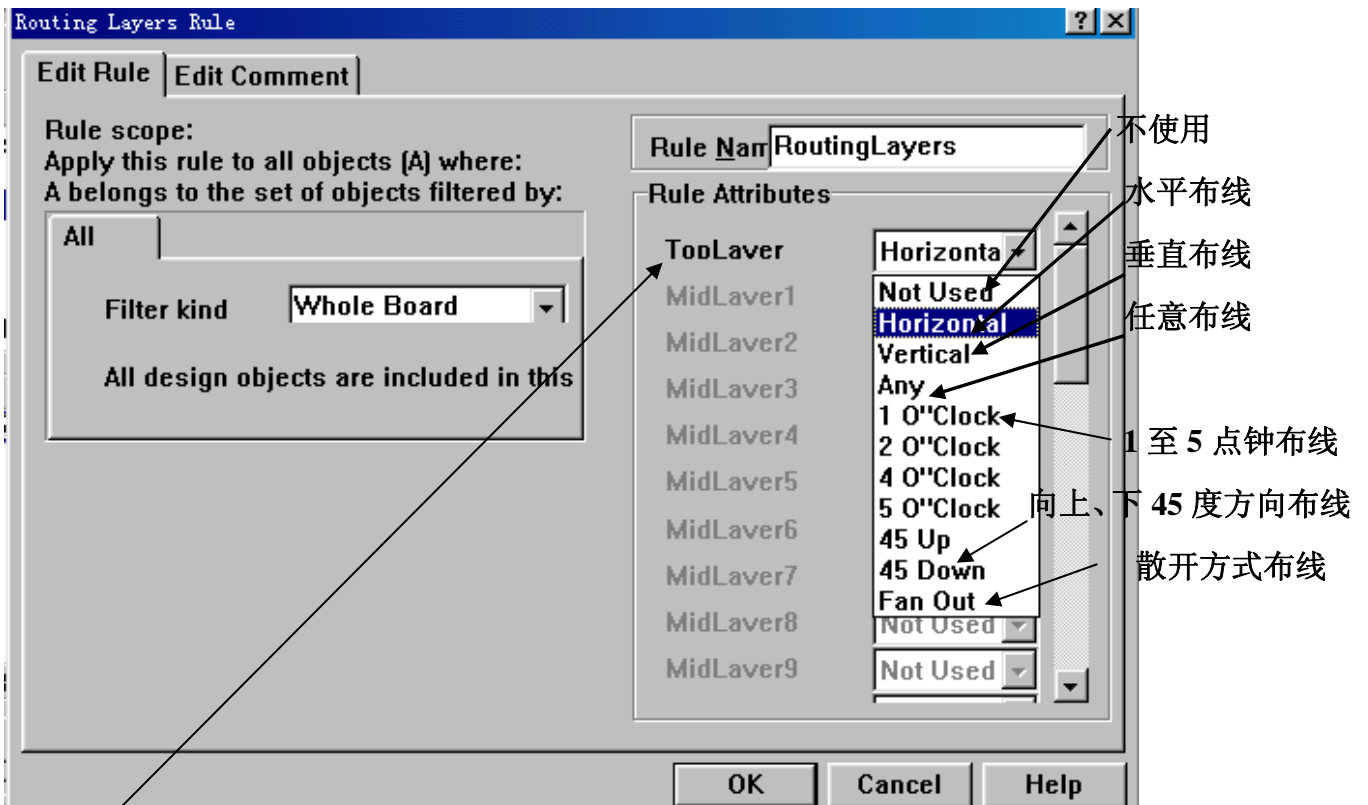 Routing Layers Rule
Edit Rule
Edit Comment
Rule scope:
Apply this rule to all objects (A) where:
A belongs to the set of objects filtered by:
All
Filter kind
Whole Board
All design objects are included in this
Rule Nam
RoutingLayers
Rule Attributes
TopLayer
Horizonta
MidLayer1
MidLayer2
MidLayer3
MidLayer4
MidLayer5
MidLayer6
MidLayer7
MidLayer8
Not Used
MidLayer9
Not Used
Not Used
Horizontal
Vertical
Any
1 O"Clock
2 O"Clock
4 O"Clock
5 O"Clock
45 Up
45 Down
Fan Out
不使用
水平布线
垂直布线
任意布线
1 至 5 点钟布线
向上、下 45 度方向布线
散开方式布线
OK
Cancel
Help